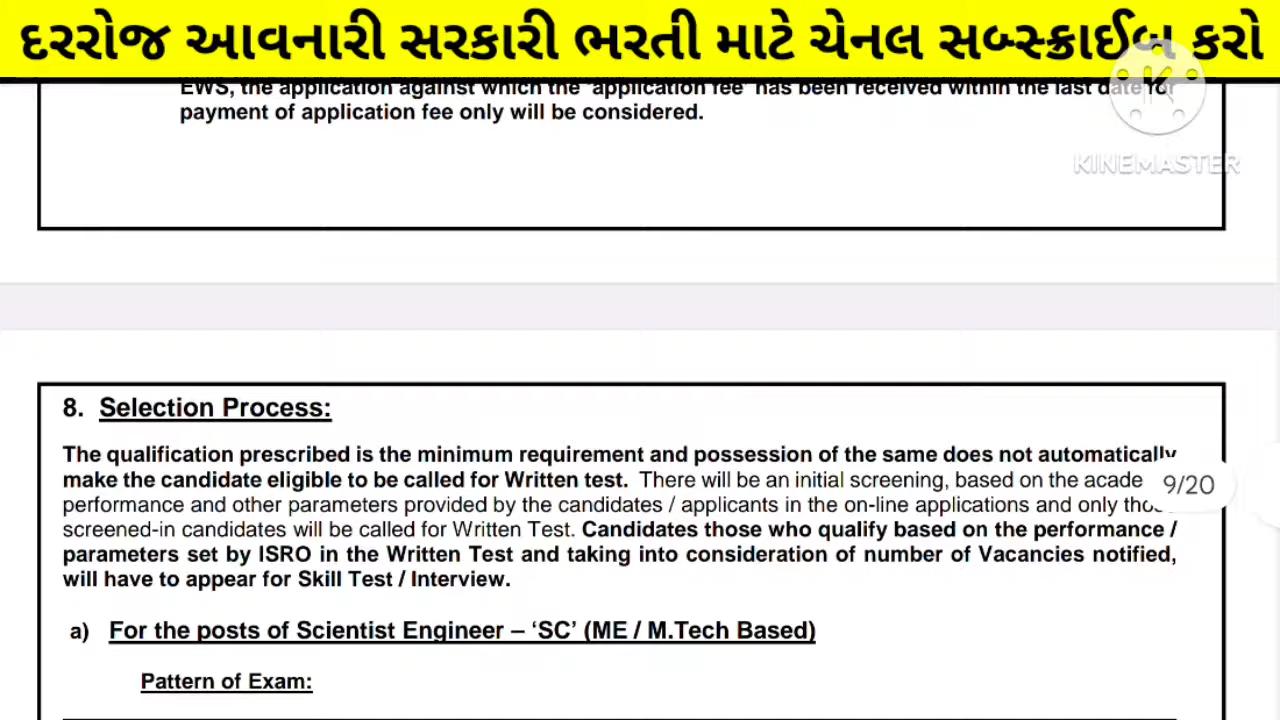 દરરોજ આવનારી સરકારી ભરતી માટે ચેનલ સબ્સ્ક્રાઈબ કરો
EWS, the application against which the "application fee" has been received within the last date for
payment of application fee only will be considered.
KINEMASTER
8. Selection Process:
The qualification prescribed is the minimum requirement and possession of the same does not automatically
make the candidate eligible to be called for Written test. There will be an initial screening, based on the
9/20
performance and other parameters provided by the candidates / applicants in the on-line applications and only
screened-in candidates will be called for Written Test. Candidates those who qualify based on the performance /
parameters set by ISRO in the Written Test and taking into consideration of number of Vacancies notified,
will have to appear for Skill Test / Interview.
a) For the posts of Scientist Engineer – ‘SC’ (ME / M.Tech Based)
Pattern of Exam: